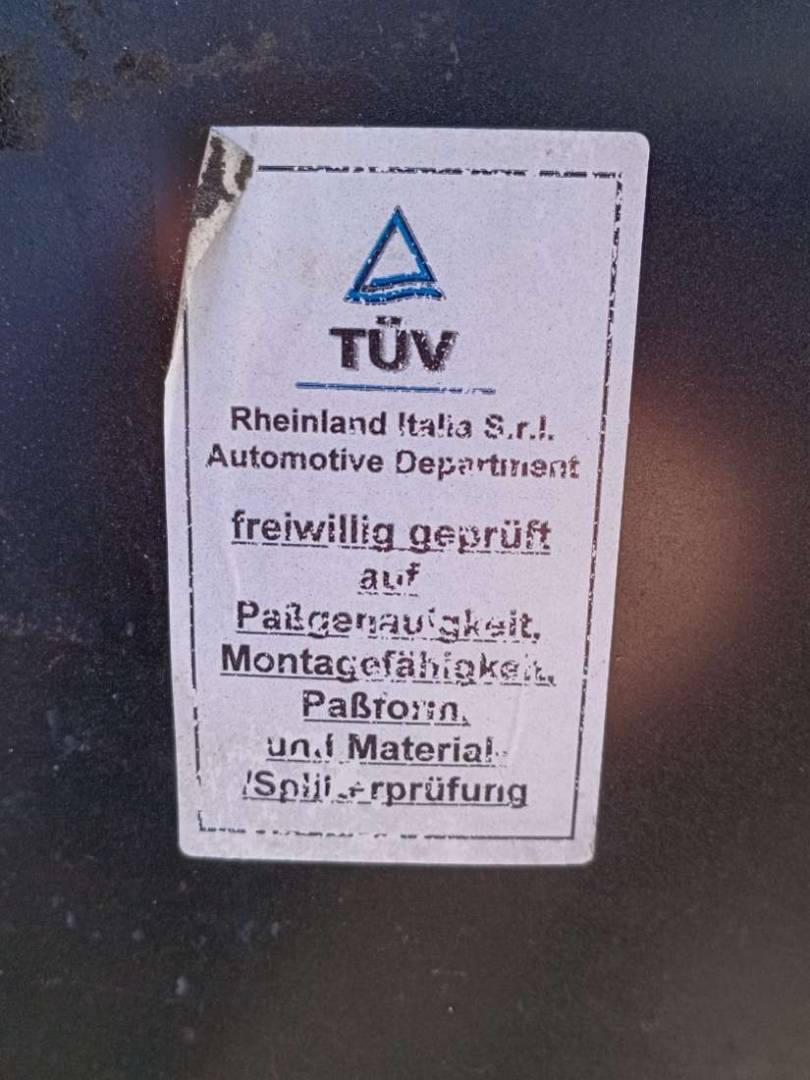 TÜV
Rheinland Italia S.r.l.
Automotive Department
freiwillig geprüft
auf
Paßgenauigkeit,
Montagefähigkeit,
Paßform,
und Material-
/Splitterprüfung